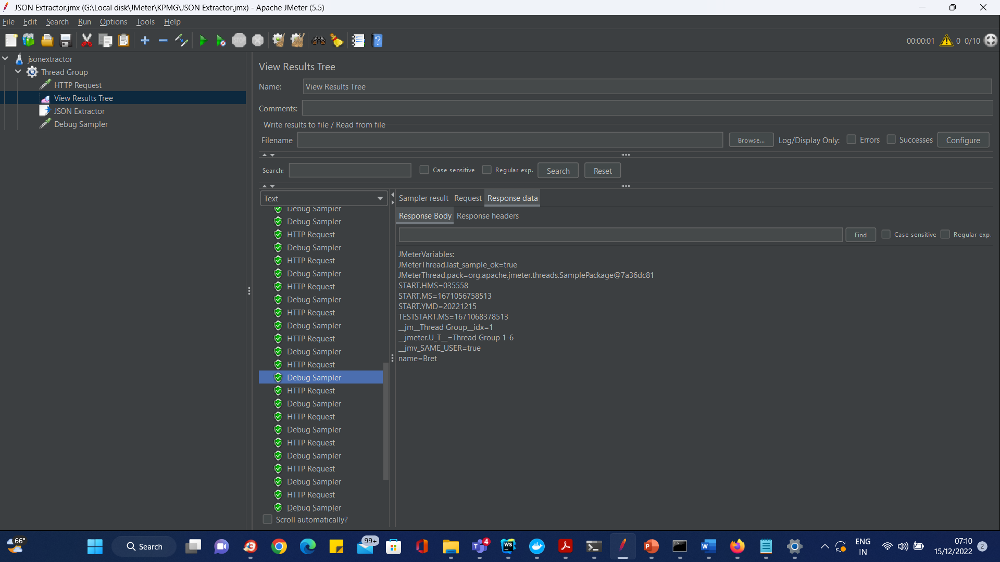 JSON Extractor.jmx (G:\Local disk\JMeter\KPMG\JSON Extractor.jmx) - Apache JMeter (5.5)
File Edit Search Run Options Tools Help
STOP
00:00:01 0 0/10
jsonextractor
Thread Group
HTTP Request
View Results Tree
JSON Extractor
Debug Sampler
View Results Tree
Name: View Results Tree
Comments:
Write results to file / Read from file
Filename Browse... Log/Display Only: Errors Successes Configure
Search: Case sensitive Regular exp. Search Reset
Text
Debug Sampler
Debug Sampler
HTTP Request
Debug Sampler
HTTP Request
Debug Sampler
HTTP Request
Debug Sampler
HTTP Request
Debug Sampler
HTTP Request
Debug Sampler
HTTP Request
Debug Sampler
HTTP Request
Debug Sampler
HTTP Request
Debug Sampler
HTTP Request
Debug Sampler
HTTP Request
Debug Sampler
HTTP Request
Debug Sampler
Scroll automatically?
Sampler result Request Response data
Response Body Response headers
Find Case sensitive Regular exp.
JMeterVariables:
JMeterThread.last_sample_ok=true
JMeterThread.pack=org.apache.jmeter.threads.SamplePackage@7a36dc81
START.HMS=035558
START.MS=1671056758513
START.YMD=20221215
TESTSTART.MS=1671068378513
__jm__Thread Group__idx=1
__jmeter.U_T__=Thread Group 1-6
__jmv_SAME_USER=true
name=Bret
66°
Search
99+
4
WS
ENG
IN
07:10
15/12/2022
2